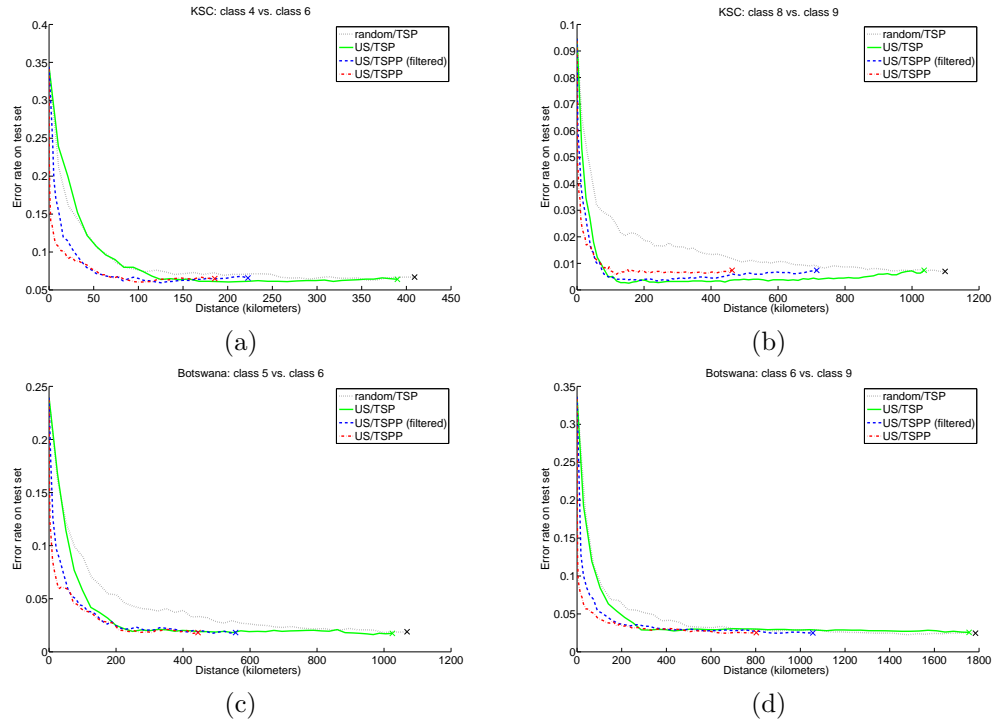 KSC: class 4 vs. class 6
0.4
0.35
0.3
0.25
0.2
0.15
0.1
0.05
Error rate on test set
random/TSP
US/TSP
US/TSPP (filtered)
US/TSPP
0 50 100 150 200 250 300 350 400 450
Distance (kilometers)
(a)
KSC: class 8 vs. class 9
0.1
0.09
0.08
0.07
0.06
0.05
0.04
0.03
0.02
0.01
0
Error rate on test set
random/TSP
US/TSP
US/TSPP (filtered)
US/TSPP
0 200 400 600 800 1000 1200
Distance (kilometers)
(b)
Botswana: class 5 vs. class 6
0.25
0.2
0.15
0.1
0.05
0
Error rate on test set
random/TSP
US/TSP
US/TSPP (filtered)
US/TSPP
0 200 400 600 800 1000 1200
Distance (kilometers)
(c)
Botswana: class 6 vs. class 9
0.35
0.3
0.25
0.2
0.15
0.1
0.05
0
Error rate on test set
random/TSP
US/TSP
US/TSPP (filtered)
US/TSPP
0 200 400 600 800 1000 1200 1400 1600 1800
Distance (kilometers)
(d)